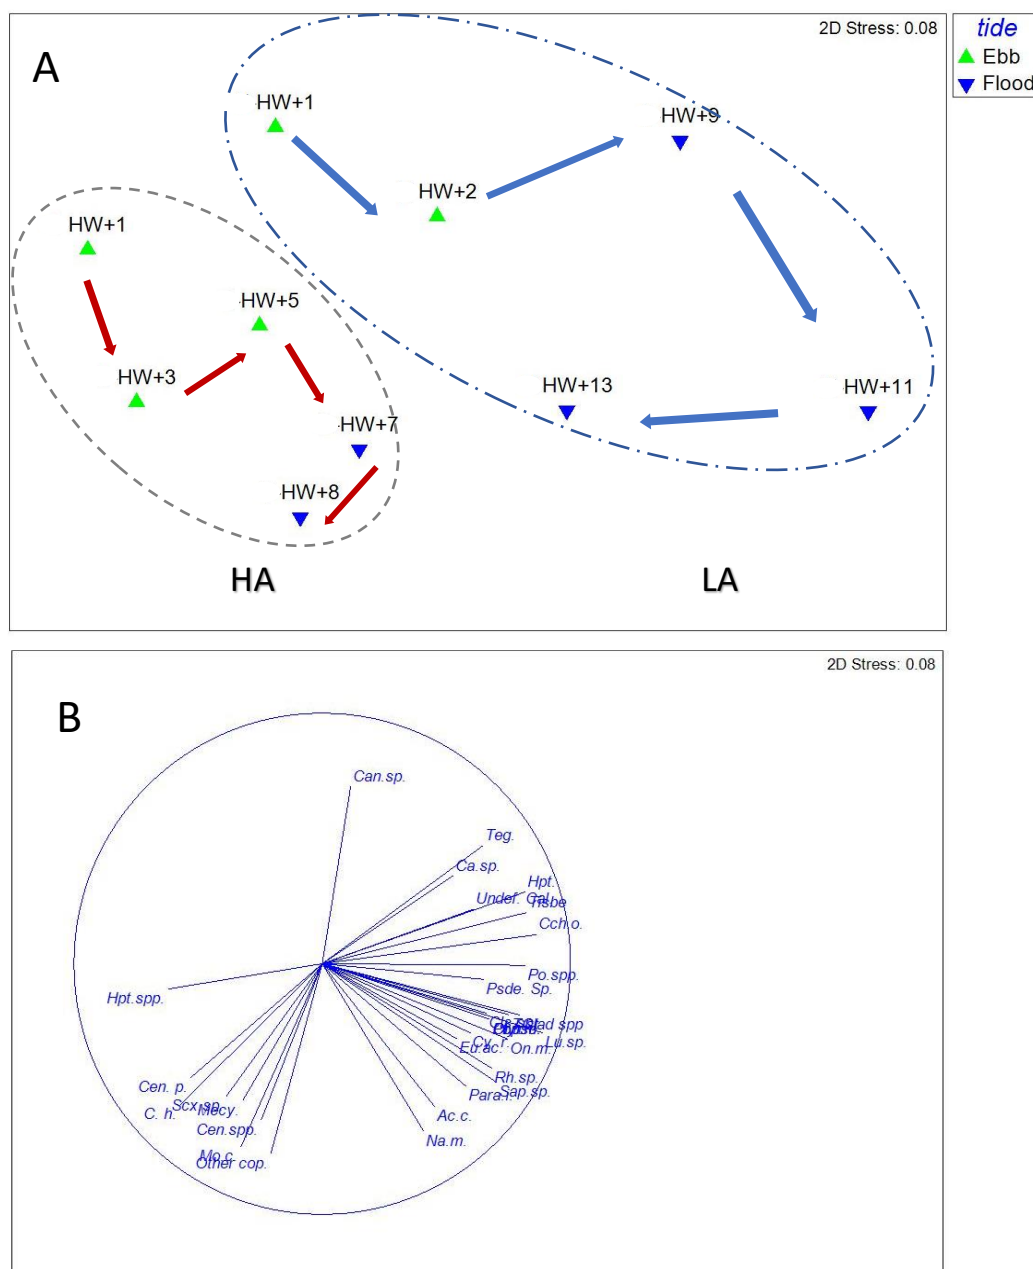 2D Stress: 0.08
tide
Ebb
Flood
A
HW+1
HW+9
HW+2
HW+1
HW+5
HW+3
HW+13
HW+11
HW+7
HW+8
HA
LA
2D Stress: 0.08
B
Can.sp.
Teg.
Ca.sp.
Hpt.
Undef. Cal.
Tisbe
Cch.o.
Po.spp.
Psde. Sp.
Hpt.spp.
Clad spp
Cy. r.
Lu.sp.
Eu.ac.
On.m.
Rh.sp.
Cen. p.
Sap.sp.
Scx.sp.
Mecy.
C. h.
Ac.c.
Cen.spp.
Na.m.
Mo.c.
Other cop.